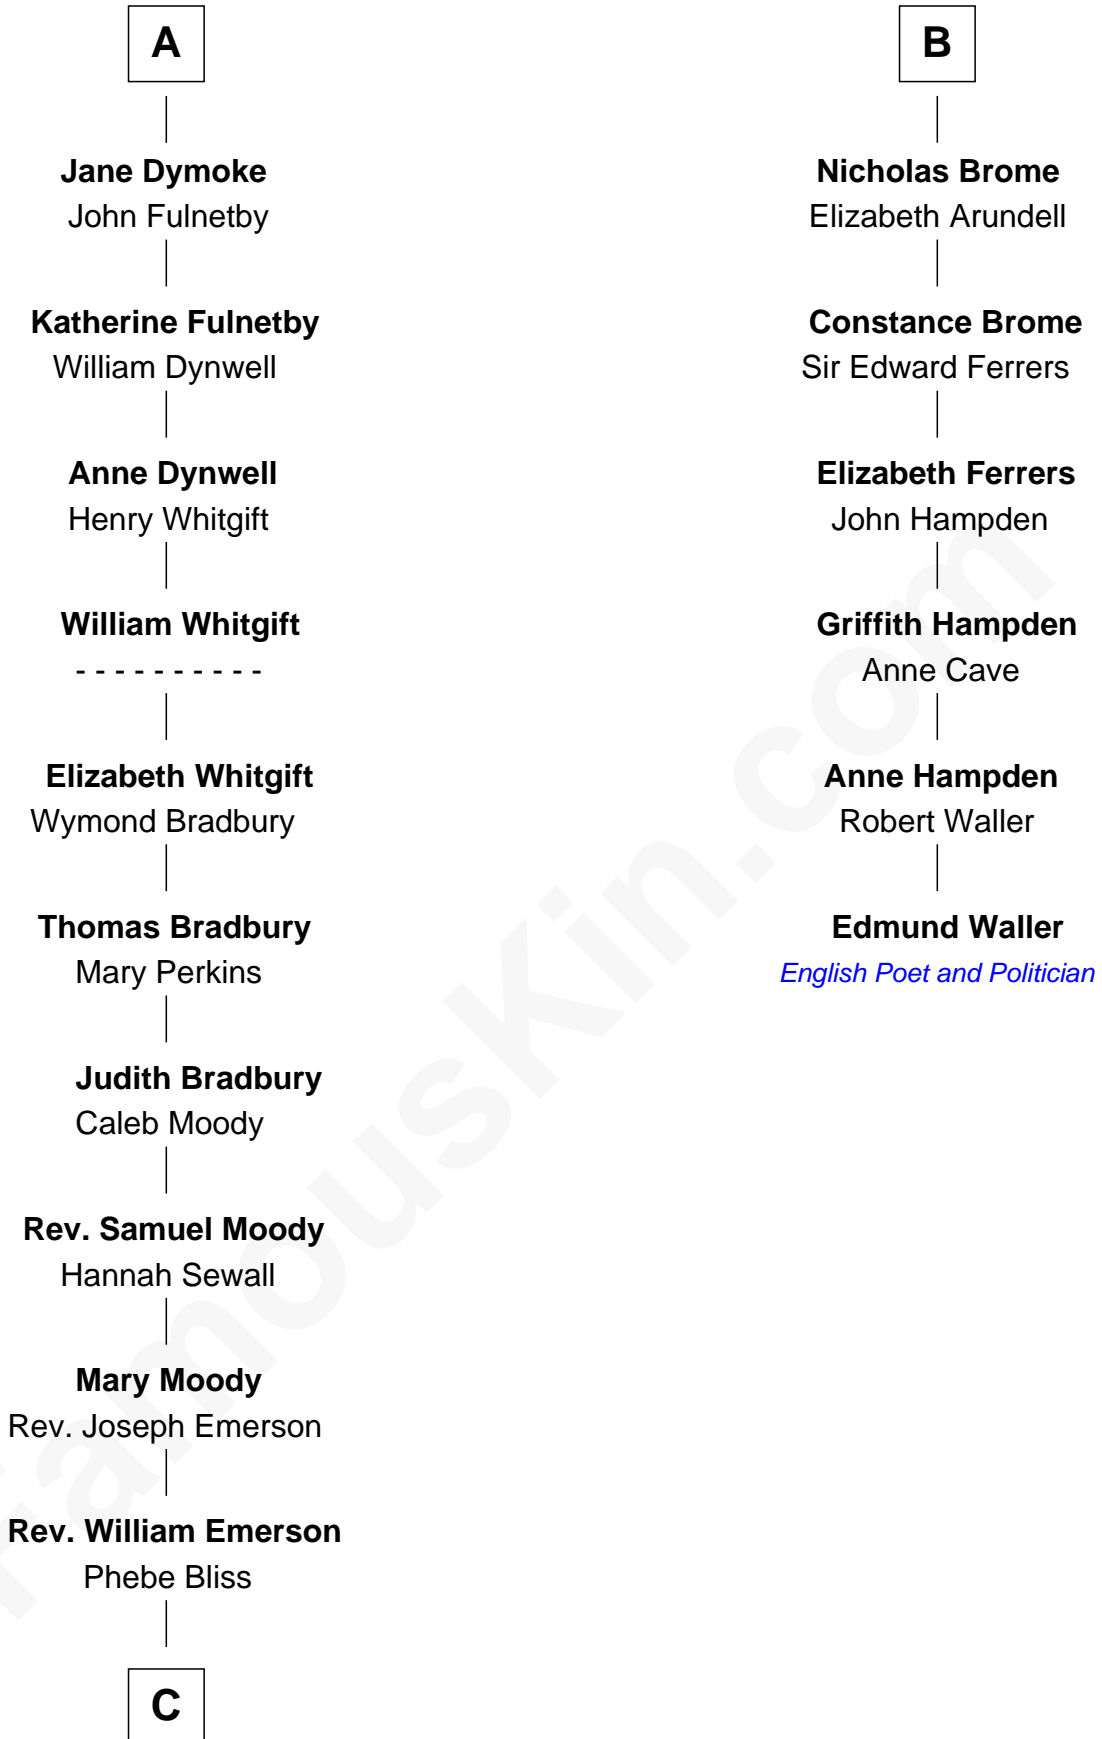 A
Jane Dymoke
John Fulnetby
Katherine Fulnetby
William Dynwell
Anne Dynwell
Henry Whitgift
William Whitgift
- - - - - - - - - -
Elizabeth Whitgift
Wymond Bradbury
Thomas Bradbury
Mary Perkins
Judith Bradbury
Caleb Moody
Rev. Samuel Moody
Hannah Sewall
Mary Moody
Rev. Joseph Emerson
Rev. William Emerson
Phebe Bliss
C
B
Nicholas Brome
Elizabeth Arundell
Constance Brome
Sir Edward Ferrers
Elizabeth Ferrers
John Hampden
Griffith Hampden
Anne Cave
Anne Hampden
Robert Waller
Edmund Waller
English Poet and Politician
FamousKin.com